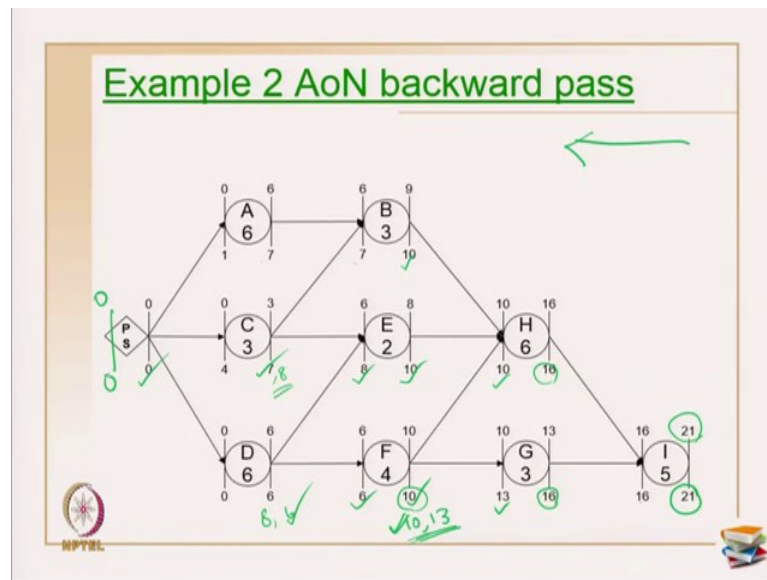 Example 2 AoN backward pass
0 6 6 9
A B
6 3
1 7 7 10
0 0 0 3 6 8 10 16
P C E H
S 3 2 6
0 0 4 7 ,8 8 10 10 16
0 6 6 10 10 13 16 21
D F G I
6 4 3 5
0 6 6 10 13 16 16 21
8, 10, 13
NPTEL